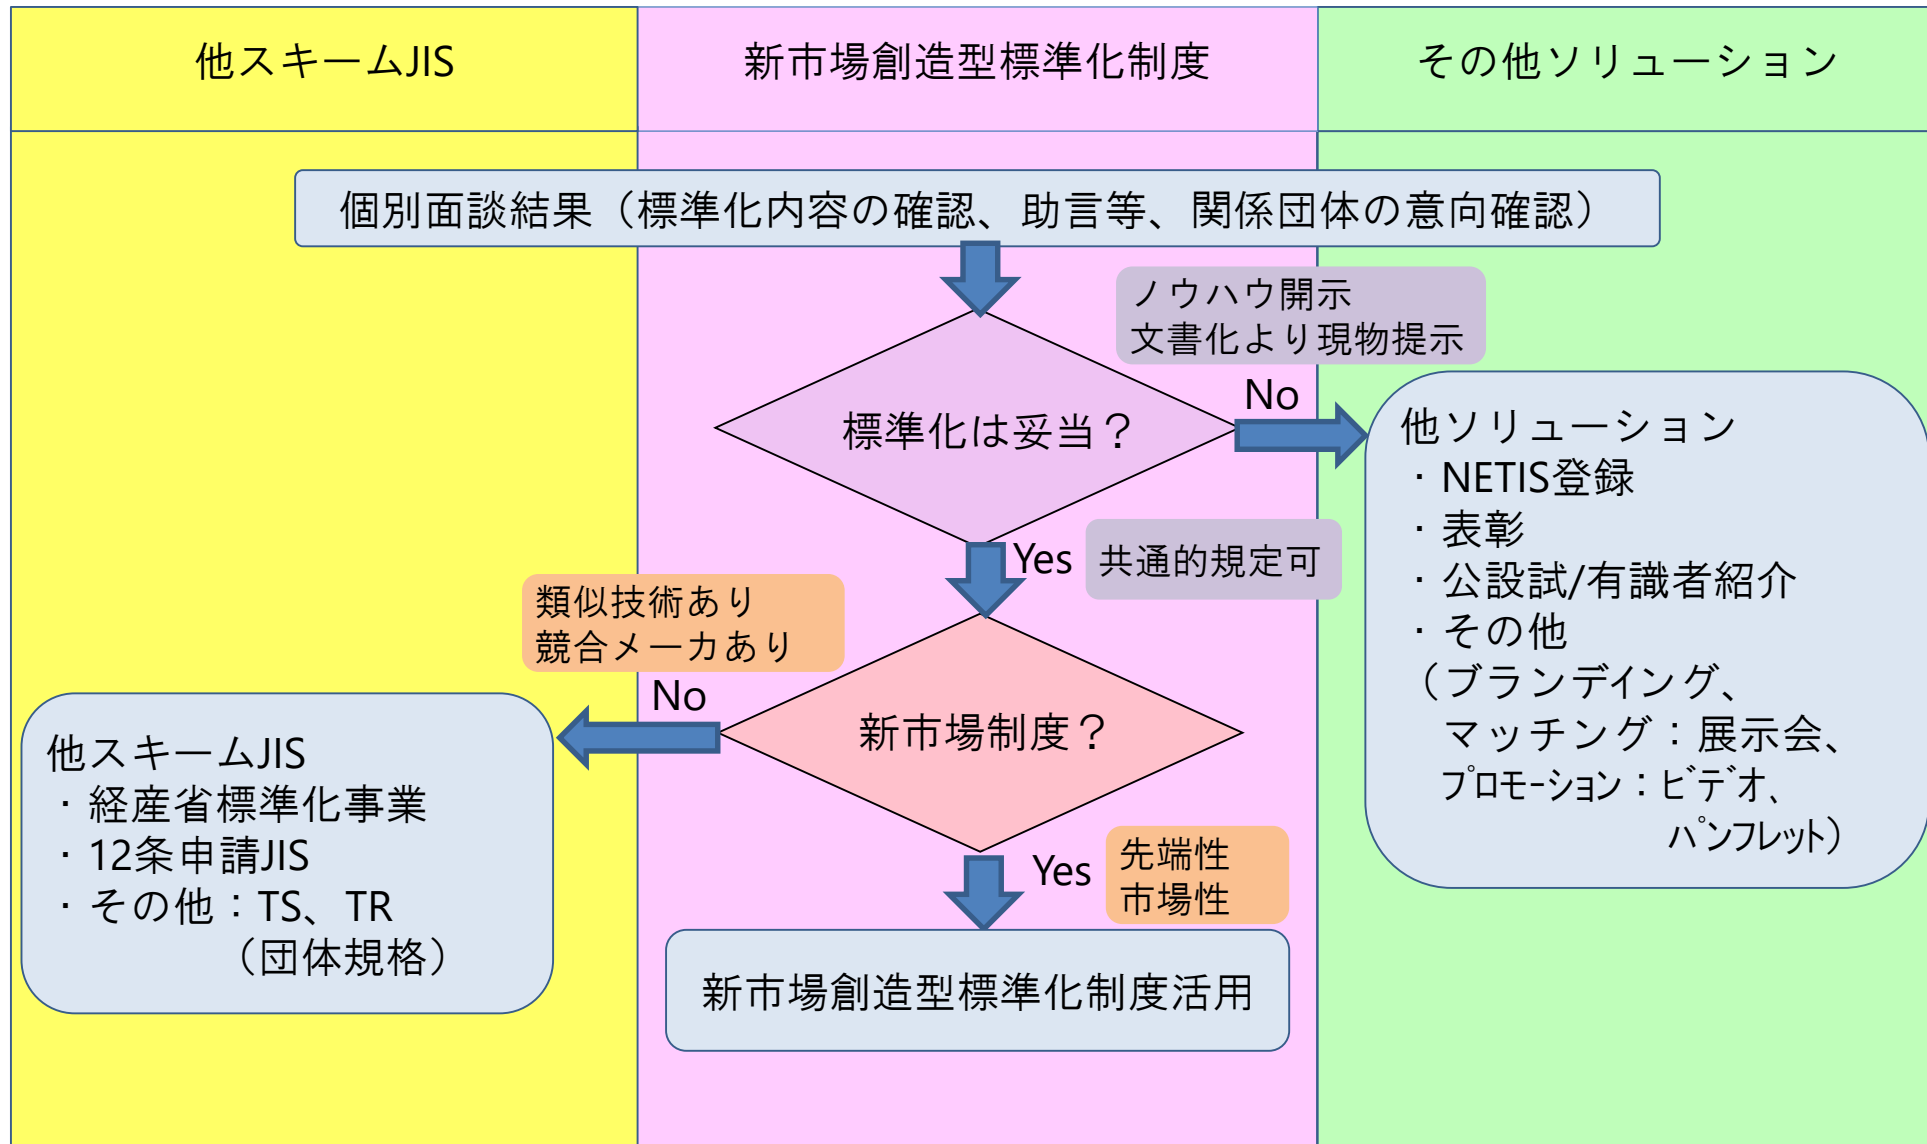 他スキームJIS
新市場創造型標準化制度
その他ソリューション
個別面談結果（標準化内容の確認、助言等、関係団体の意向確認）
ノウハウ開示
文書化より現物提示
標準化は妥当？
No
他ソリューション
・NETIS登録
・表彰
・公設試/有識者紹介
・その他
（ブランデイング、
マッチング：展示会、
ﾌﾟﾛﾓｰｼｮﾝ：ﾋﾞﾃﾞｵ、
ﾊﾟﾝﾌﾚｯﾄ）
Yes
共通的規定可
類似技術あり
競合メーカあり
新市場制度？
No
他スキームJIS
・経産省標準化事業
・12条申請JIS
・その他：TS、TR
（団体規格）
Yes
先端性
市場性
新市場創造型標準化制度活用